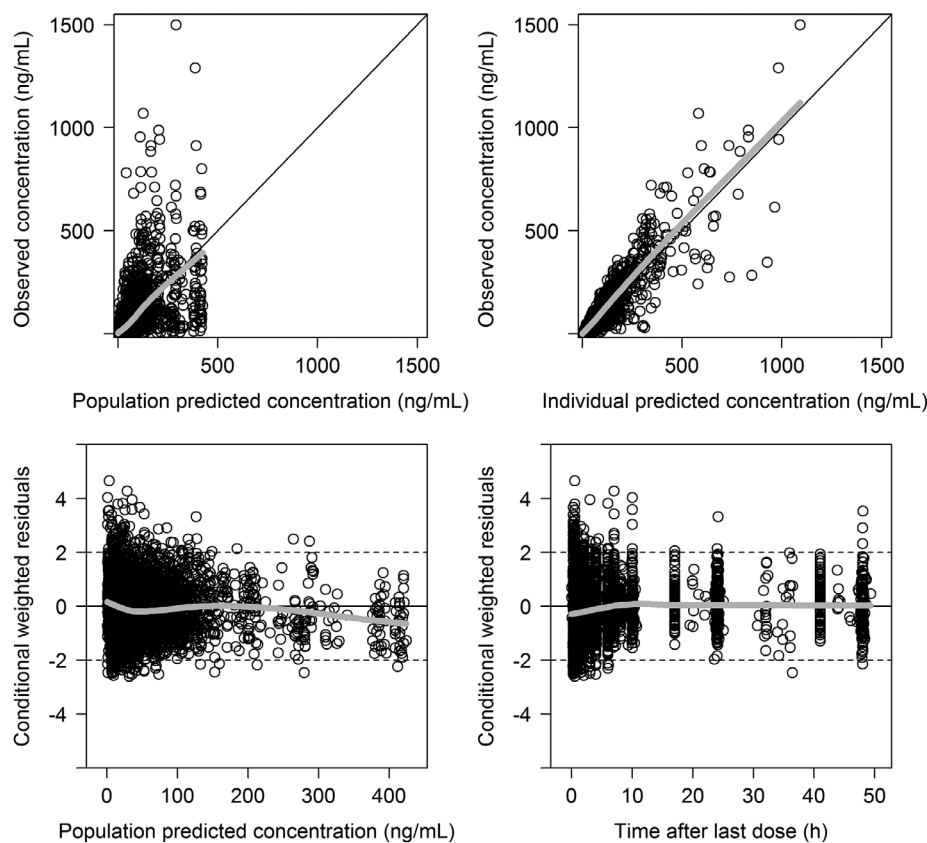 1500
1000
500
Observed concentration (ng/mL)
500 1000 1500
Population predicted concentration (ng/mL)
1500
1000
500
Observed concentration (ng/mL)
500 1000 1500
Individual predicted concentration (ng/mL)
4
2
0
-2
-4
Conditional weighted residuals
0 100 200 300 400
Population predicted concentration (ng/mL)
4
2
0
-2
-4
Conditional weighted residuals
0 10 20 30 40 50
Time after last dose (h)